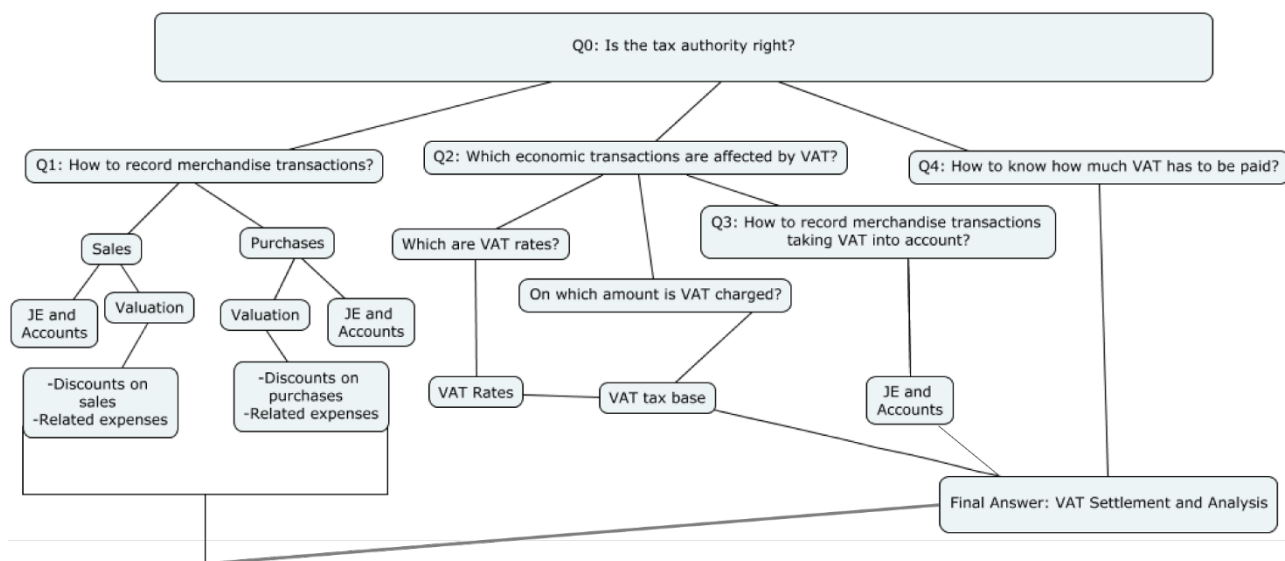 Q0: Is the tax authority right?
Q1: How to record merchandise transactions?
Q2: Which economic transactions are affected by VAT?
Q4: How to know how much VAT has to be paid?
Sales
Purchases
Which are VAT rates?
Q3: How to record merchandise transactions
taking VAT into account?
On which amount is VAT charged?
JE and
Accounts
Valuation
Valuation
JE and
Accounts
-Discounts on
sales
-Related expenses
-Discounts on
purchases
-Related expenses
VAT Rates
VAT tax base
JE and
Accounts
Final Answer: VAT Settlement and Analysis